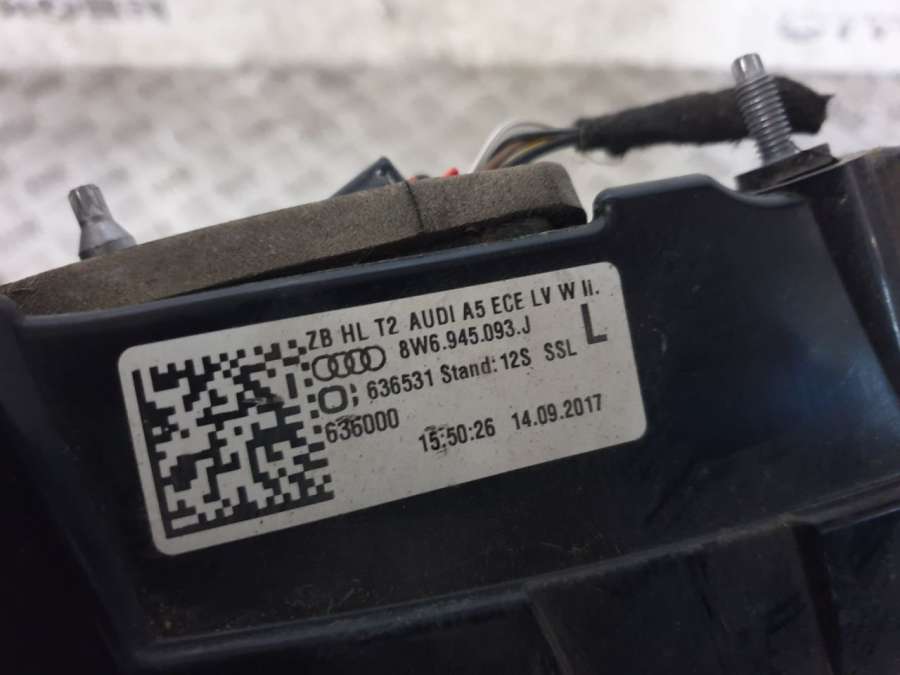 ZB HL T2 AUDI A5 ECE LV W II.
8W6.945.093.J
L
636531 Stand: 12S SSL
636000
15:50:26 14.09.2017